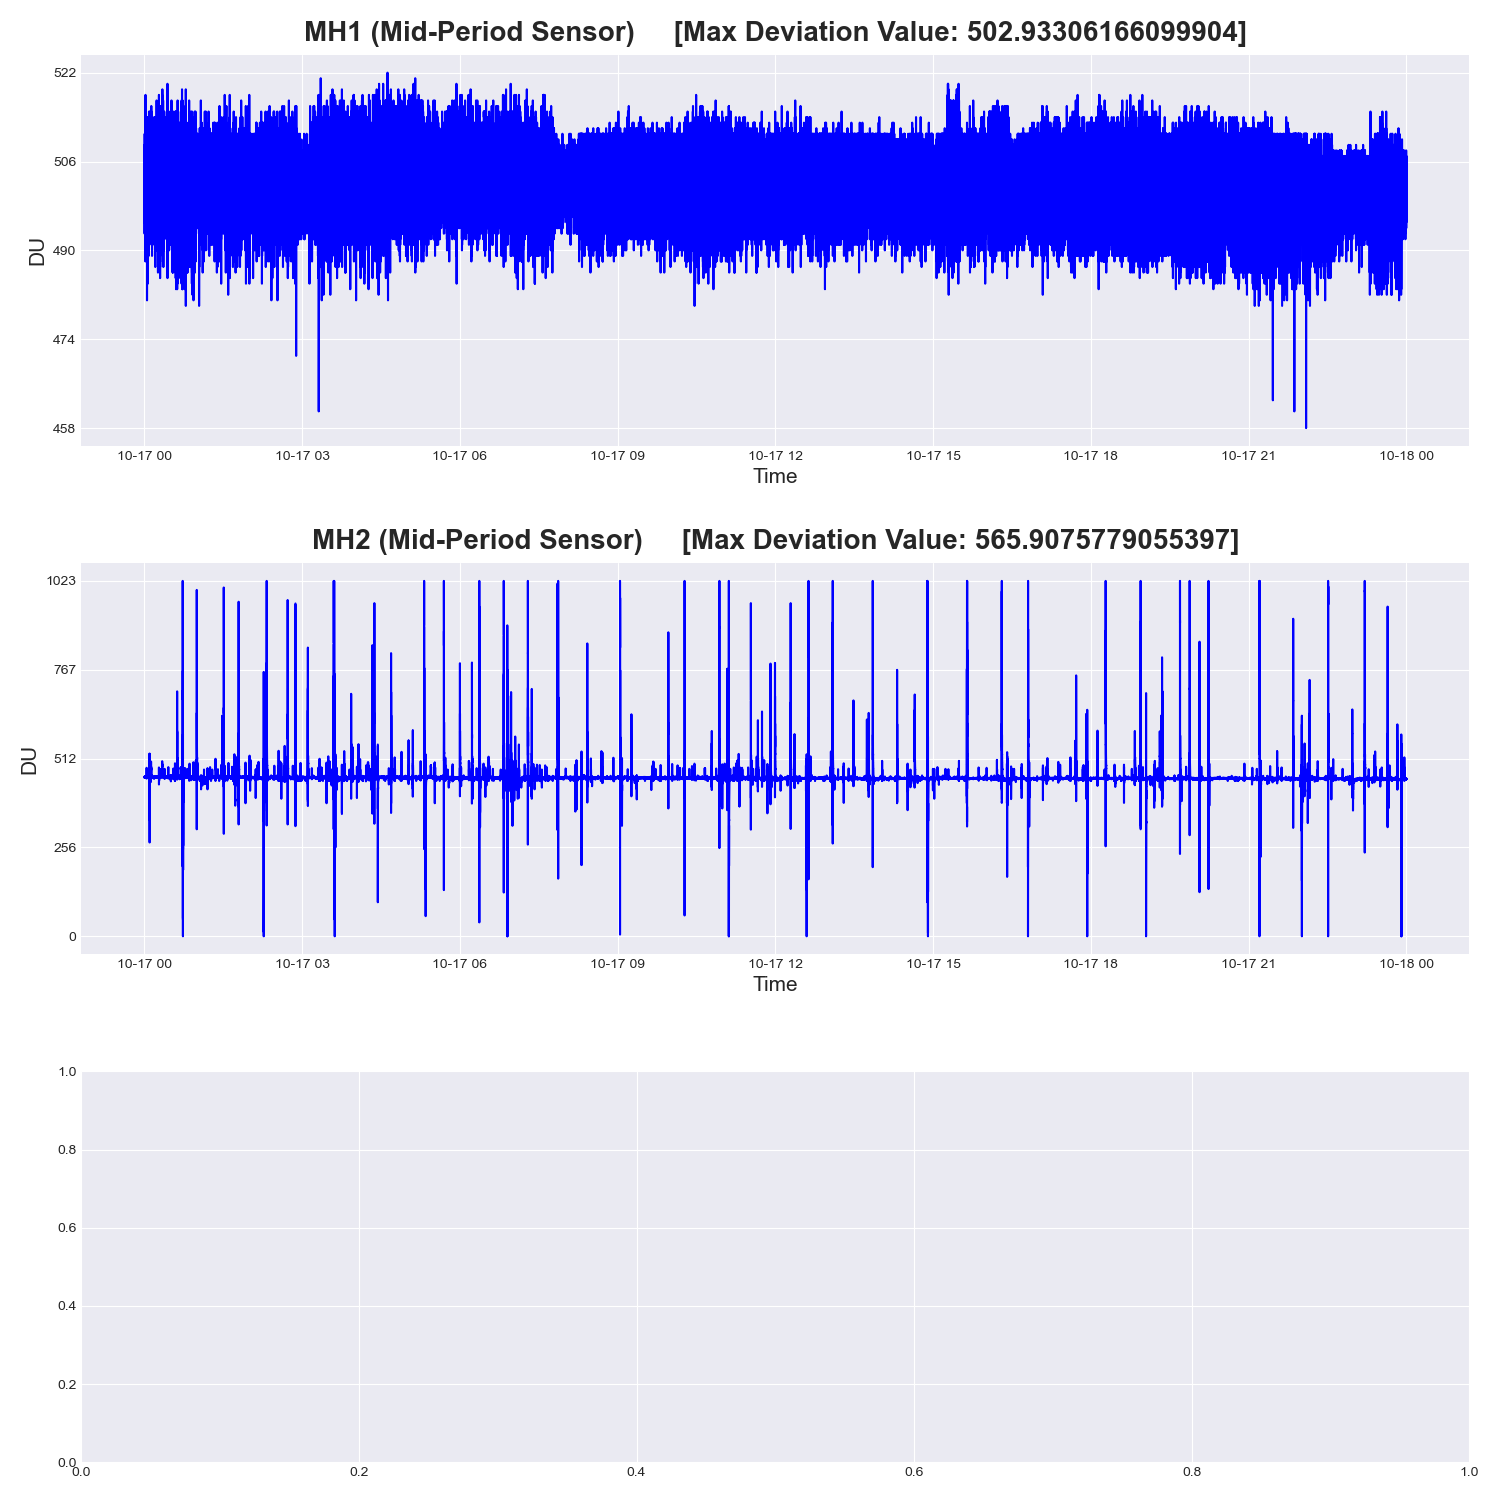 MH1 (Mid-Period Sensor) [Max Deviation Value: 502.93306166099904]
522
506
490
474
458
DU
10-17 00 10-17 03 10-17 06 10-17 09 10-17 12 10-17 15 10-17 18 10-17 21 10-18 00
Time
MH2 (Mid-Period Sensor) [Max Deviation Value: 565.9075779055397]
1023
767
512
256
0
DU
10-17 00 10-17 03 10-17 06 10-17 09 10-17 12 10-17 15 10-17 18 10-17 21 10-18 00
Time
1.0
0.8
0.6
0.4
0.2
0.0
0.0 0.2 0.4 0.6 0.8 1.0